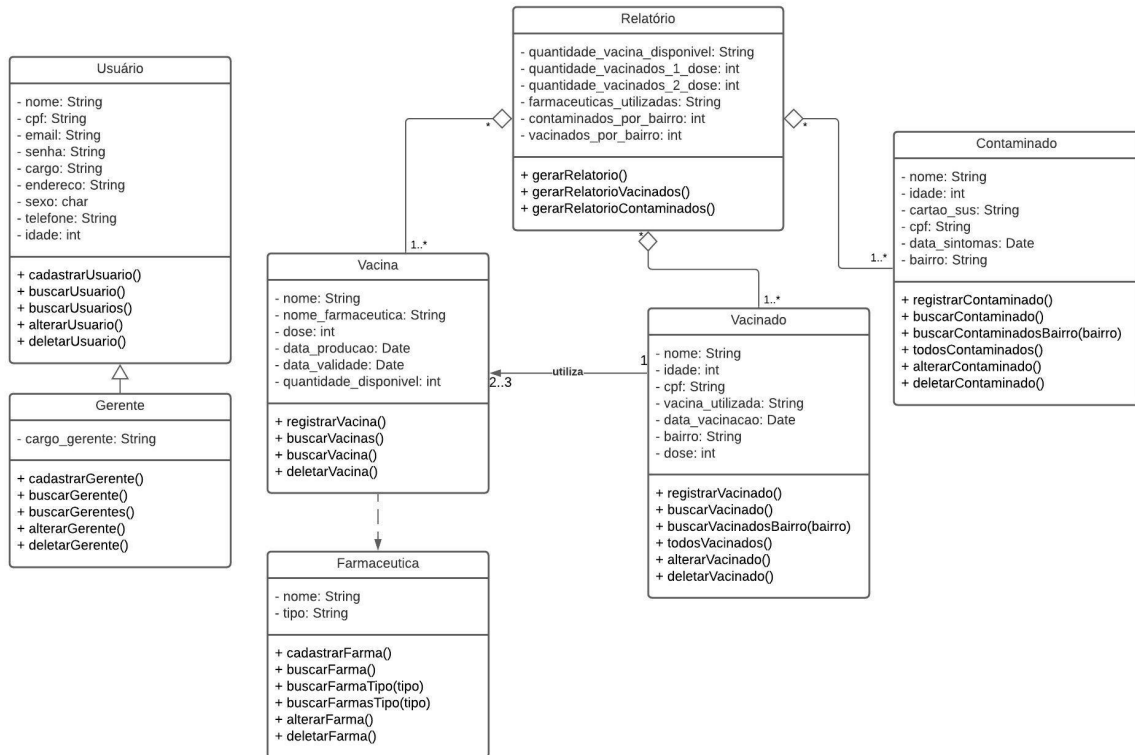 Relatório
- quantidade_vacina_disponivel: String
- quantidade_vacinados_1_dose: int
- quantidade_vacinados_2_dose: int
- farmaceuticas_utilizadas: String
- contaminados_por_bairro: int
- vacinados_por_bairro: int
+ gerarRelatorio()
+ gerarRelatorioVacinados()
+ gerarRelatorioContaminados()
Usuário
- nome: String
- cpf: String
- email: String
- senha: String
- cargo: String
- endereco: String
- sexo: char
- telefone: String
- idade: int
+ cadastrarUsuario()
+ buscarUsuario()
+ buscarUsuarios()
+ alterarUsuario()
+ deletarUsuario()
Gerente
- cargo_gerente: String
+ cadastrarGerente()
+ buscarGerente()
+ buscarGerentes()
+ alterarGerente()
+ deletarGerente()
*
1..*
Vacina
- nome: String
- nome_farmaceutica: String
- dose: int
- data_producao: Date
- data_validade: Date
- quantidade_disponivel: int
+ registrarVacina()
+ buscarVacinas()
+ buscarVacina()
+ deletarVacina()
2..3
utiliza
1
Farmaceutica
- nome: String
- tipo: String
+ cadastrarFarma()
+ buscarFarma()
+ buscarFarmaTipo(tipo)
+ buscarFarmasTipo(tipo)
+ alterarFarma()
+ deletarFarma()
*
1..*
Vacinado
- nome: String
- idade: int
- cpf: String
- vacina_utilizada: String
- data_vacinacao: Date
- bairro: String
- dose: int
+ registrarVacinado()
+ buscarVacinado()
+ buscarVacinadosBairro(bairro)
+ todosVacinados()
+ alterarVacinado()
+ deletarVacinado()
*
1..*
Contaminado
- nome: String
- idade: int
- cartao_sus: String
- cpf: String
- data_sintomas: Date
- bairro: String
+ registrarContaminado()
+ buscarContaminado()
+ buscarContaminadosBairro(bairro)
+ todosContaminados()
+ alterarContaminado()
+ deletarContaminado()